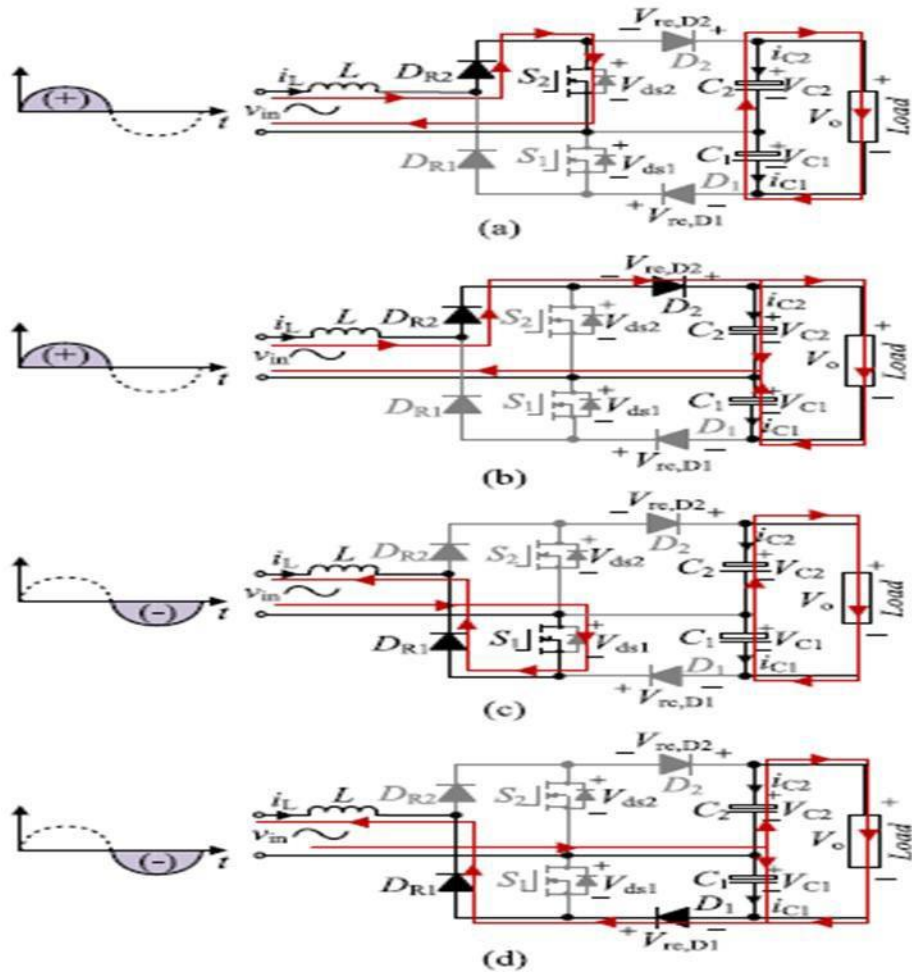 V_re,D2
(+)
t
i_L L D_R2 S_2 V_ds2 D_2 i_C2 C_2 V_C2
v_in V_o Load
D_R1 S_1 V_ds1 C_1 V_C1
D_1 i_C1
V_re,D1
(a)
V_re,D2
(+)
t
i_L L D_R2 S_2 V_ds2 D_2 i_C2 C_2 V_C2
v_in V_o Load
D_R1 S_1 V_ds1 C_1 V_C1
D_1 i_C1
V_re,D1
(b)
V_re,D2
(-)
t
i_L L D_R2 S_2 V_ds2 D_2 i_C2 C_2 V_C2
v_in V_o Load
D_R1 S_1 V_ds1 C_1 V_C1
D_1 i_C1
V_re,D1
(c)
V_re,D2
(-)
t
i_L L D_R2 S_2 V_ds2 D_2 i_C2 C_2 V_C2
v_in V_o Load
D_R1 S_1 V_ds1 C_1 V_C1
D_1 i_C1
V_re,D1
(d)